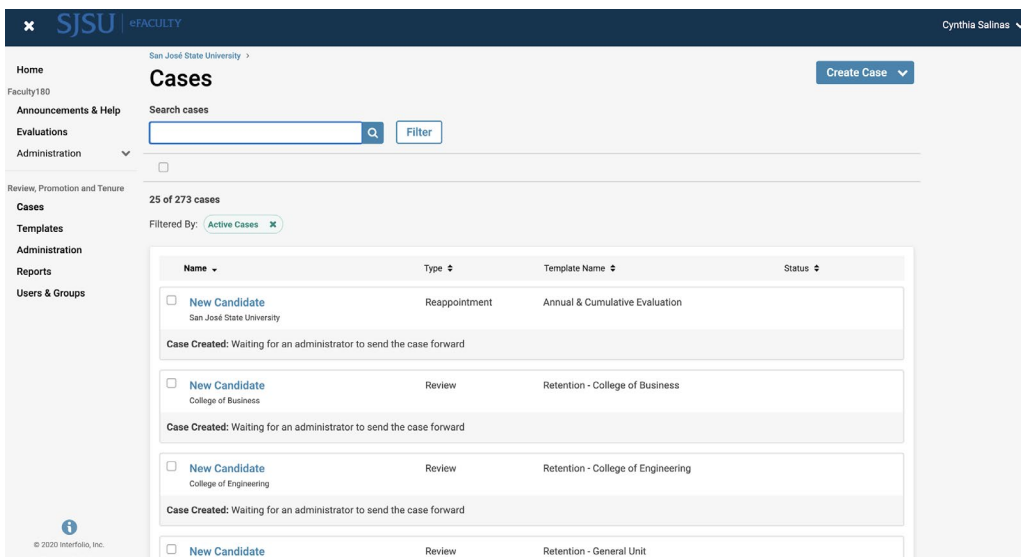 SJSU | eFACULTY
Cynthia Salinas
Home
Faculty180
Announcements & Help
Evaluations
Administration
Review, Promotion and Tenure
Cases
Templates
Administration
Reports
Users & Groups
© 2020 Interfolio, Inc.
San José State University >
Cases
Create Case
Search cases
Filter
25 of 273 cases
Filtered By: Active Cases ✖
Name Type Template Name Status
New Candidate Reappointment Annual & Cumulative Evaluation
San José State University
Case Created: Waiting for an administrator to send the case forward
New Candidate Review Retention - College of Business
College of Business
Case Created: Waiting for an administrator to send the case forward
New Candidate Review Retention - College of Engineering
College of Engineering
Case Created: Waiting for an administrator to send the case forward
New Candidate Review Retention - General Unit